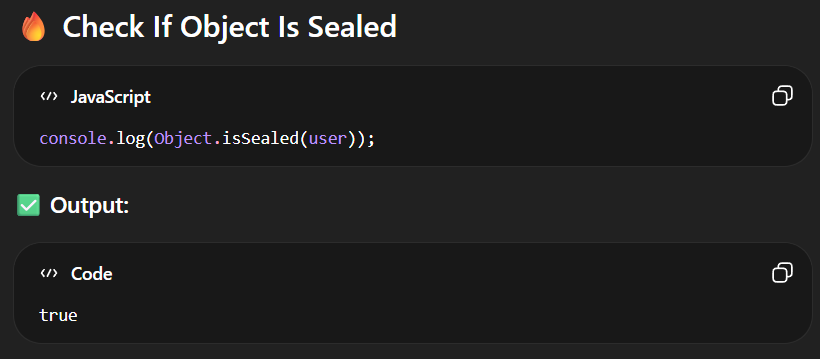 🔥 Check If Object Is Sealed
</> JavaScript
console.log(Object.isSealed(user));
✅ Output:
</> Code
true